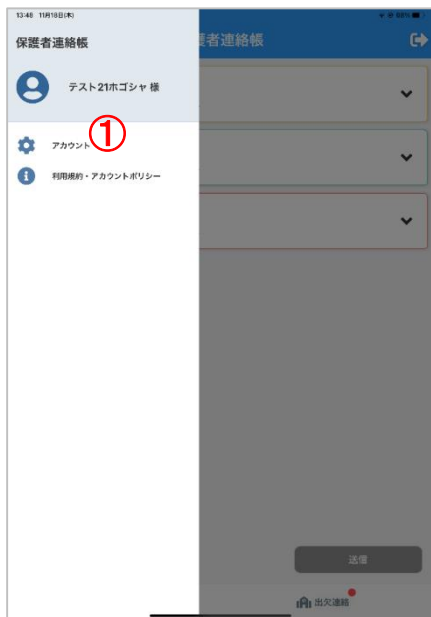 13:48 11月18日(木)
68%
保護者連絡帳
護者連絡帳
テスト21ホゴシャ 様
①
アカウント
利用規約・アカウントポリシー
送信
出欠連絡